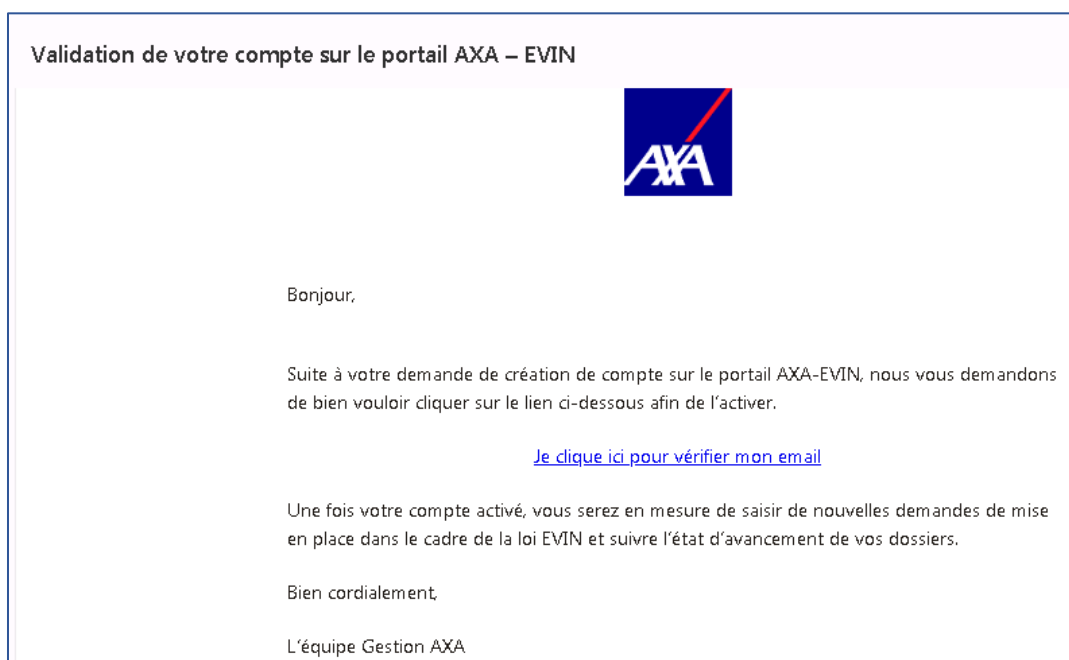 Validation de votre compte sur le portail AXA – EVIN
AXA
Bonjour,
Suite à votre demande de création de compte sur le portail AXA-EVIN, nous vous demandons
de bien vouloir cliquer sur le lien ci-dessous afin de l’activer.
Je clique ici pour vérifier mon email
Une fois votre compte activé, vous serez en mesure de saisir de nouvelles demandes de mise
en place dans le cadre de la loi EVIN et suivre l’état d’avancement de vos dossiers.
Bien cordialement,
L’équipe Gestion AXA